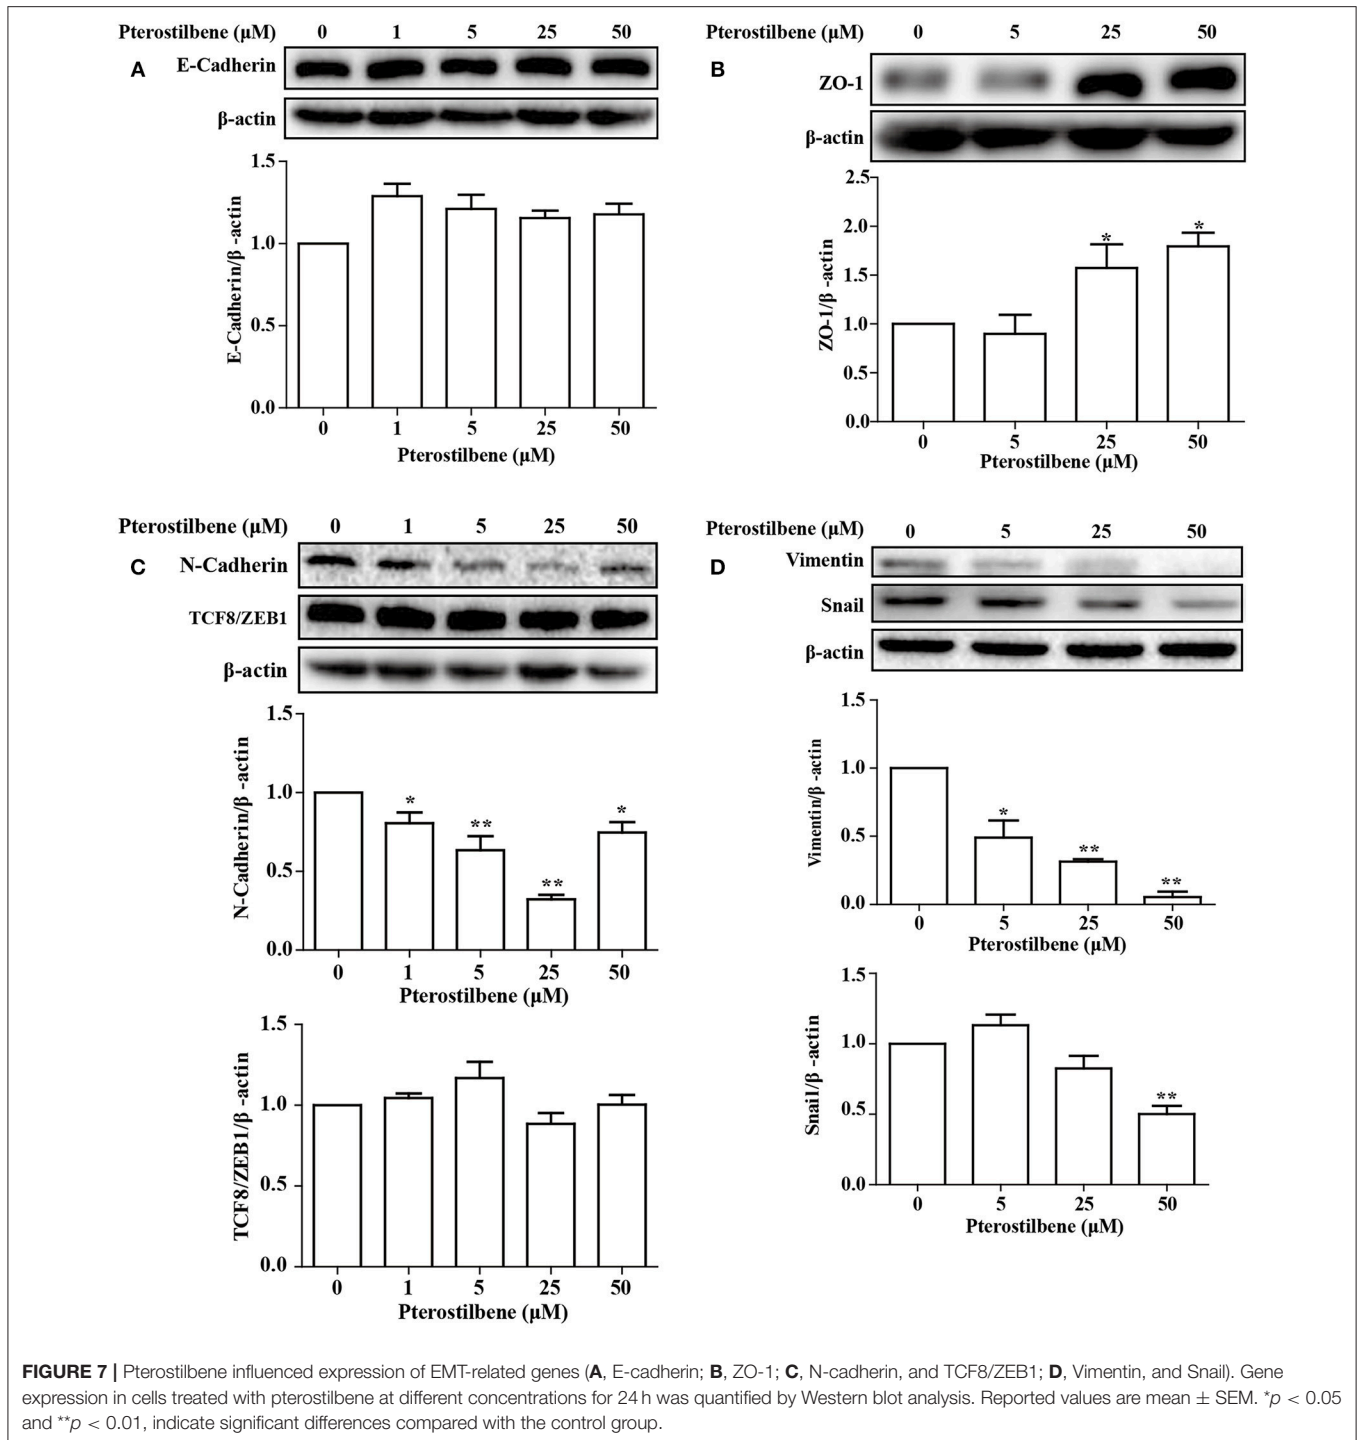 Pterostilbene (μM) 0 1 5 25 50
A E-Cadherin
β-actin
1.5
1.0
0.5
0.0
E-Cadherin/β -actin
0 1 5 25 50
Pterostilbene (μM)
Pterostilbene (μM) 0 5 25 50
B ZO-1
β-actin
2.5
2.0
1.5
1.0
0.5
0.0
ZO-1/β -actin
* *
0 5 25 50
Pterostilbene (μM)
Pterostilbene (μM) 0 1 5 25 50
C N-Cadherin
TCF8/ZEB1
β-actin
1.5
1.0
0.5
0.0
N-Cadherin/β -actin
* ** ** *
0 1 5 25 50
Pterostilbene (μM)
1.5
1.0
0.5
0.0
TCF8/ZEB1/β -actin
0 1 5 25 50
Pterostilbene (μM)
Pterostilbene (μM) 0 5 25 50
D Vimentin
Snail
β-actin
1.5
1.0
0.5
0.0
Vimentin/β -actin
* ** **
0 5 25 50
Pterostilbene (μM)
1.5
1.0
0.5
0.0
Snail/β -actin
**
0 5 25 50
Pterostilbene (μM)
FIGURE 7 | Pterostilbene influenced expression of EMT-related genes (A, E-cadherin; B, ZO-1; C, N-cadherin, and TCF8/ZEB1; D, Vimentin, and Snail). Gene
expression in cells treated with pterostilbene at different concentrations for 24 h was quantified by Western blot analysis. Reported values are mean ± SEM. *p < 0.05
and **p < 0.01, indicate significant differences compared with the control group.